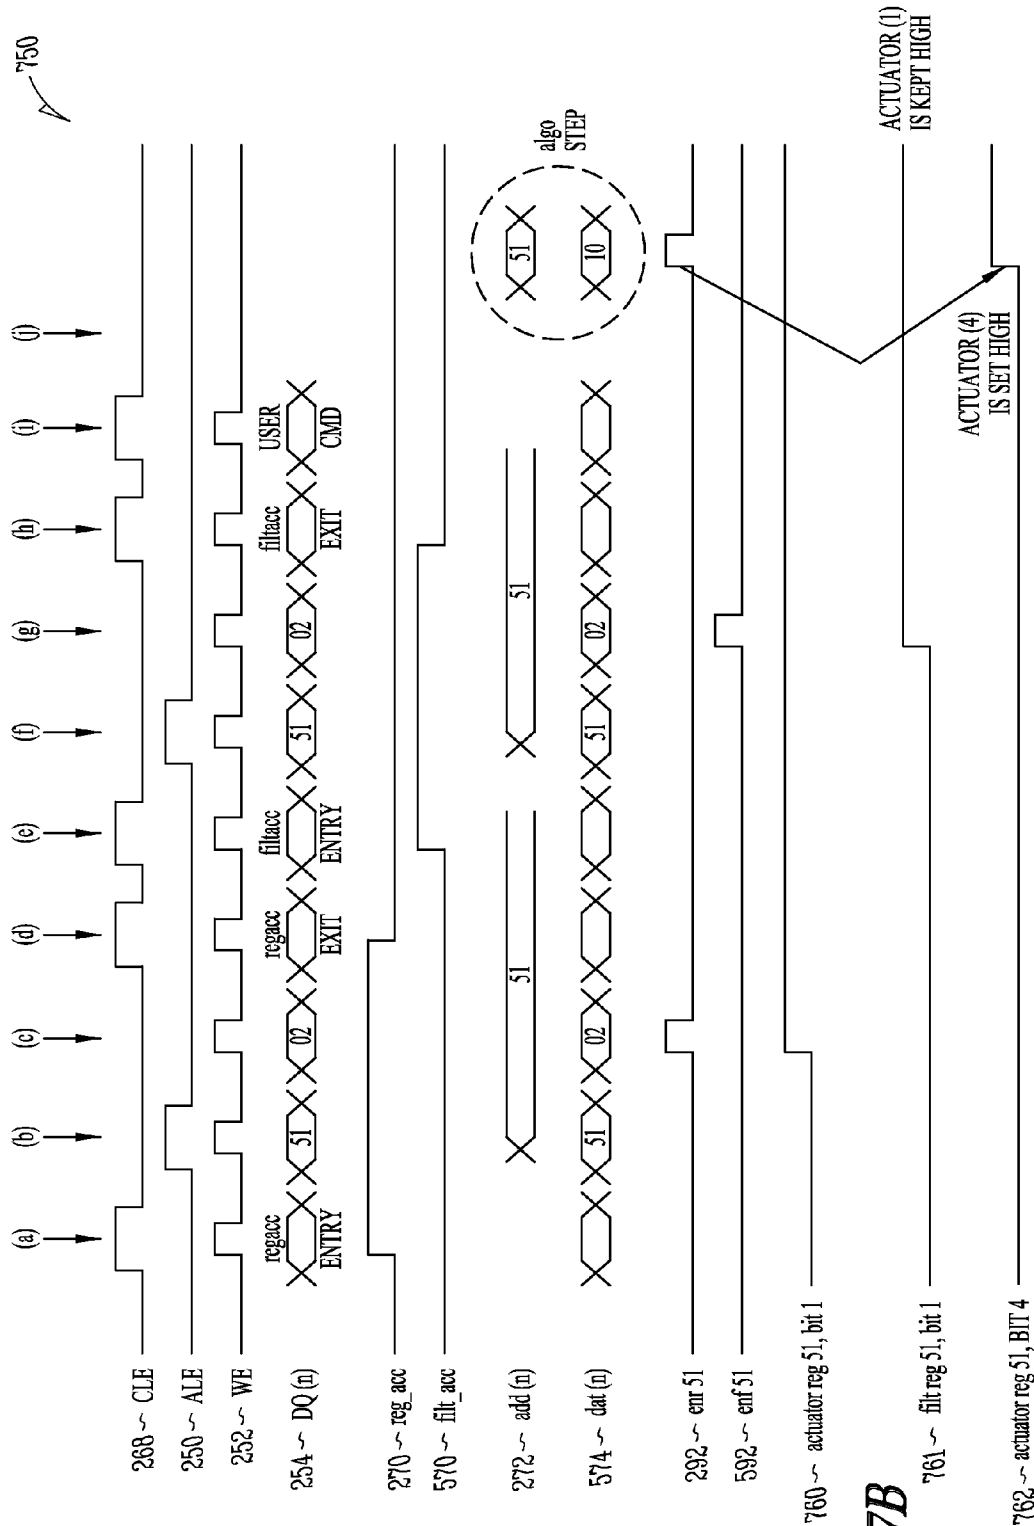 750
(a)
(b)
(c)
(d)
(e)
(f)
(g)
(h)
(i)
(j)
268 ~ CLE
250 ~ ALE
252 ~ WE
254 ~ DQ (n)
regacc
ENTRY
51
02
regacc
EXIT
filtacc
ENTRY
51
02
filtacc
EXIT
USER
CMD
270 ~ reg_acc
570 ~ filt_acc
272 ~ add (n)
51
51
51
algo
STEP
574 ~ dat (n)
51
02
51
02
10
292 ~ enr 51
592 ~ enf 51
760 ~ actuator reg 51, bit 1
761 ~ filt reg 51, bit 1
ACTUATOR (1)
IS KEPT HIGH
762 ~ actuator reg 51, BIT 4
ACTUATOR (4)
IS SET HIGH
7B